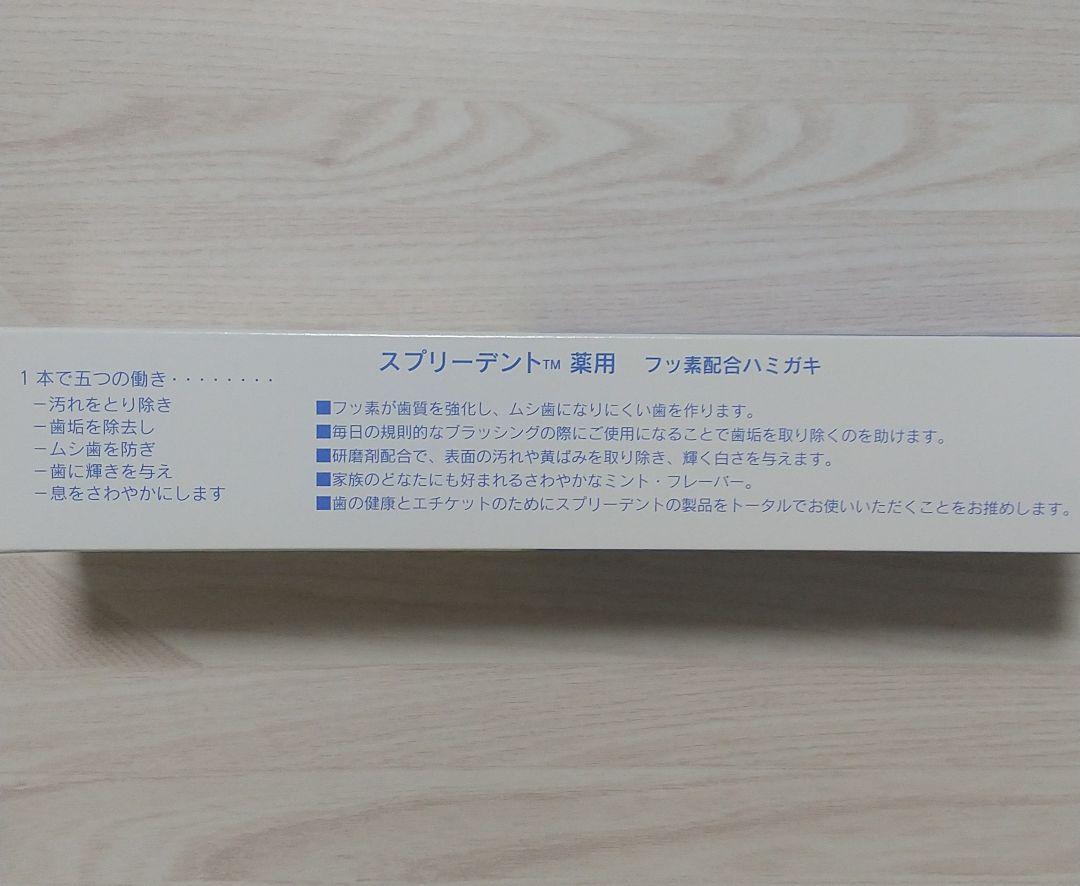 スプリーデント™ 薬用 フッ素配合ハミガキ
1本で五つの働き・・・・・・・・
－汚れをとり除き
－歯垢を除去し
－ムシ歯を防ぎ
－歯に輝きを与え
－息をさわやかにします
■フッ素が歯質を強化し、ムシ歯になりにくい歯を作ります。
■毎日の規則的なブラッシングの際にご使用になることで歯垢を取り除くのを助けます。
■研磨剤配合で、表面の汚れや黄ばみを取り除き、輝く白さを与えます。
■家族のどなたにも好まれるさわやかなミント・フレーバー。
■歯の健康とエチケットのためにスプリーデントの製品をトータルでお使いいただくことをお推めします。